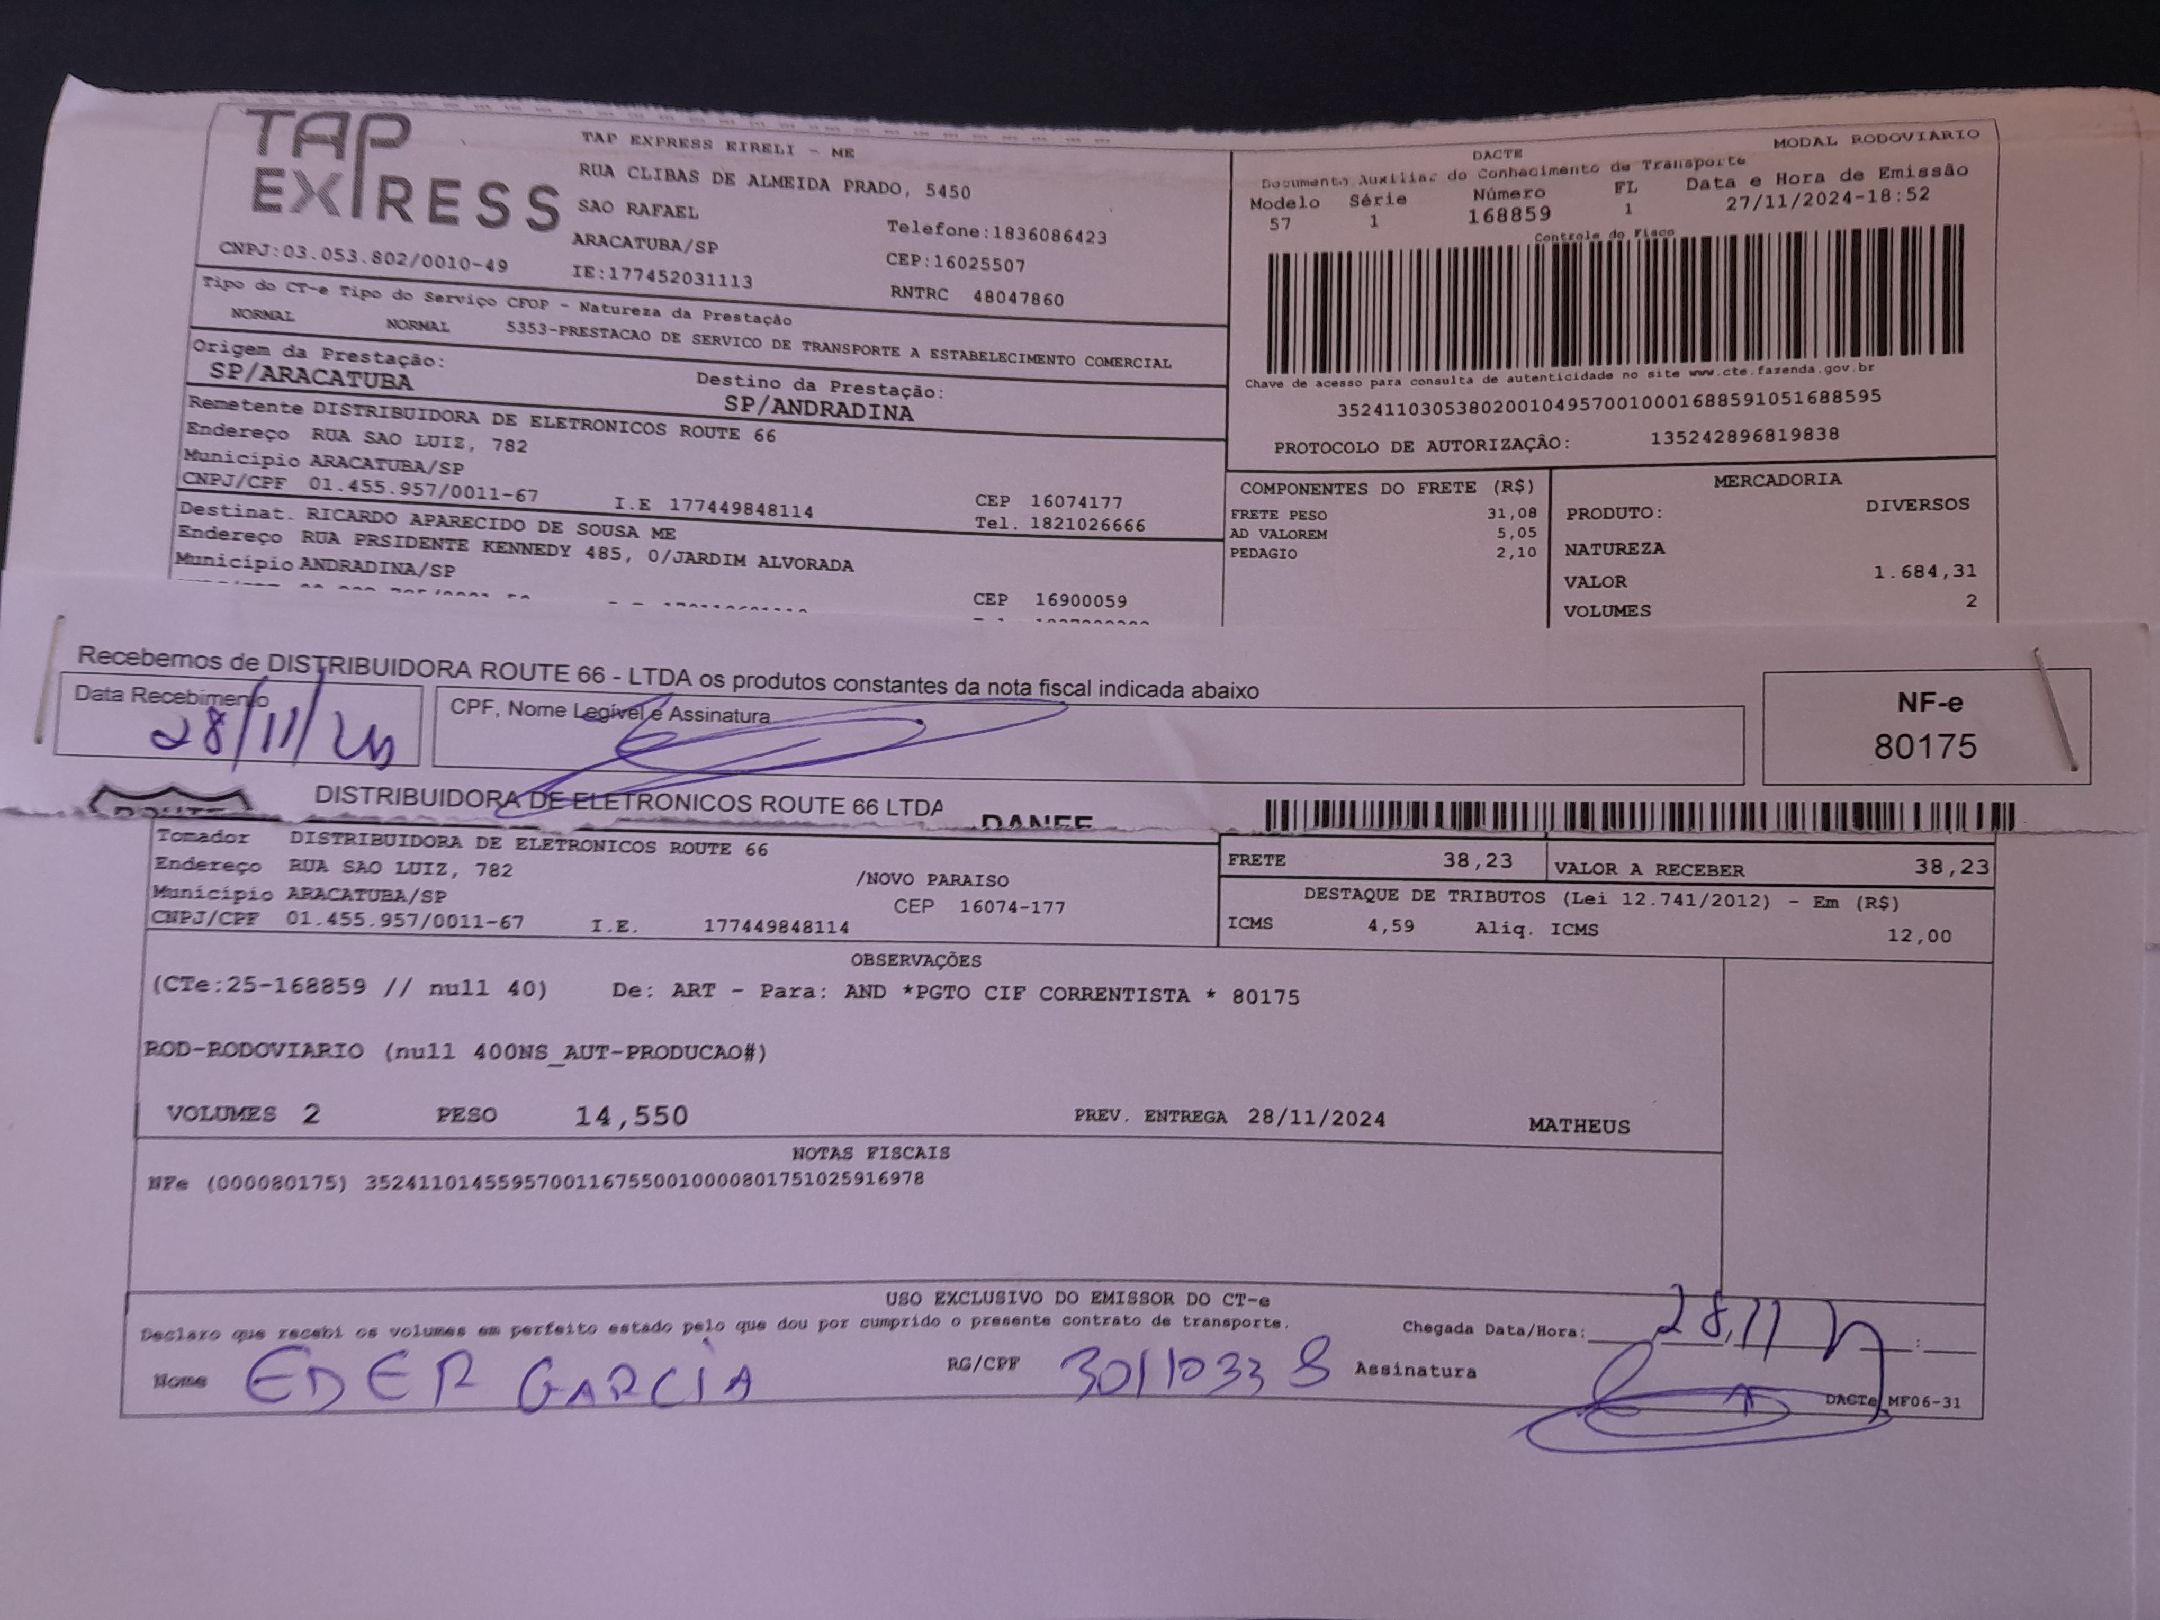 TAP EXPRESS
TAP EXPRESS EIRELI - ME
RUA CLIBAS DE ALMEIDA PRADO, 5450
SAO RAFAEL
Telefone:1836086423
ARACATUBA/SP
CEP:16025507
CNPJ:03.053.802/0010-49
IE:177452031113
RNTRC 48047860
Tipo do CT-e Tipo do Serviço CFOP - Natureza da Prestação
NORMAL NORMAL 5353-PRESTACAO DE SERVICO DE TRANSPORTE A ESTABELECIMENTO COMERCIAL
Origem da Prestação:
SP/ARACATUBA
Destino da Prestação:
SP/ANDRADINA
Remetente DISTRIBUIDORA DE ELETRONICOS ROUTE 66
Endereço RUA SAO LUIZ, 782
Município ARACATUBA/SP
CEP 16074177
CNPJ/CPF 01.455.957/0011-67 I.E 177449848114
Tel. 1821026666
Destinat. RICARDO APARECIDO DE SOUSA ME
Endereço RUA PRSIDENTE KENNEDY 485, 0/JARDIM ALVORADA
Município ANDRADINA/SP
CEP 16900059
MODAL RODOVIARIO
DACTE
Documento Auxiliar do Conhecimento de Transporte
Modelo Série Número FL Data e Hora de Emissão
57 1 168859 1 27/11/2024-18:52
Controle do Fisco
Chave de acesso para consulta de autenticidade no site www.cte.fazenda.gov.br
35241103053802001049570010001688591051688595
PROTOCOLO DE AUTORIZAÇÂO: 135242896819838
COMPONENTES DO FRETE (R$)
FRETE PESO 31,08
AD VALOREM 5,05
PEDAGIO 2,10
MERCADORIA
PRODUTO: DIVERSOS
NATUREZA
VALOR 1.684,31
VOLUMES 2
Recebemos de DISTRIBUIDORA ROUTE 66 - LTDA os produtos constantes da nota fiscal indicada abaixo
Data Recebimento
28/11/24
CPF, Nome Legível e Assinatura
NF-e
80175
ROUTE
DISTRIBUIDORA DE ELETRONICOS ROUTE 66 LTDA
DANFE
Tomador DISTRIBUIDORA DE ELETRONICOS ROUTE 66
Endereço RUA SAO LUIZ, 782
/NOVO PARAISO
Município ARACATUBA/SP
CEP 16074-177
CNPJ/CPF 01.455.957/0011-67 I.E. 177449848114
FRETE 38,23 VALOR A RECEBER 38,23
DESTAQUE DE TRIBUTOS (Lei 12.741/2012) - Em (R$)
ICMS 4,59 Aliq. ICMS 12,00
OBSERVAÇÕES
(CTe:25-168859 // null 40) De: ART - Para: AND *PGTO CIF CORRENTISTA * 80175
ROD-RODOVIARIO (null 400NS_AUT-PRODUCAO#)
VOLUMES 2 PESO 14,550 PREV. ENTREGA 28/11/2024 MATHEUS
NOTAS FISCAIS
NFe (000080175) 35241101455957001167550010000801751025916978
USO EXCLUSIVO DO EMISSOR DO CT-e
Declaro que recebi os volumes em perfeito estado pelo que dou por cumprido o presente contrato de transporte.
Chegada Data/Hora: 28,11
Nome EDER GARCIA RG/CPF 30110338 Assinatura
DACTe MF06-31